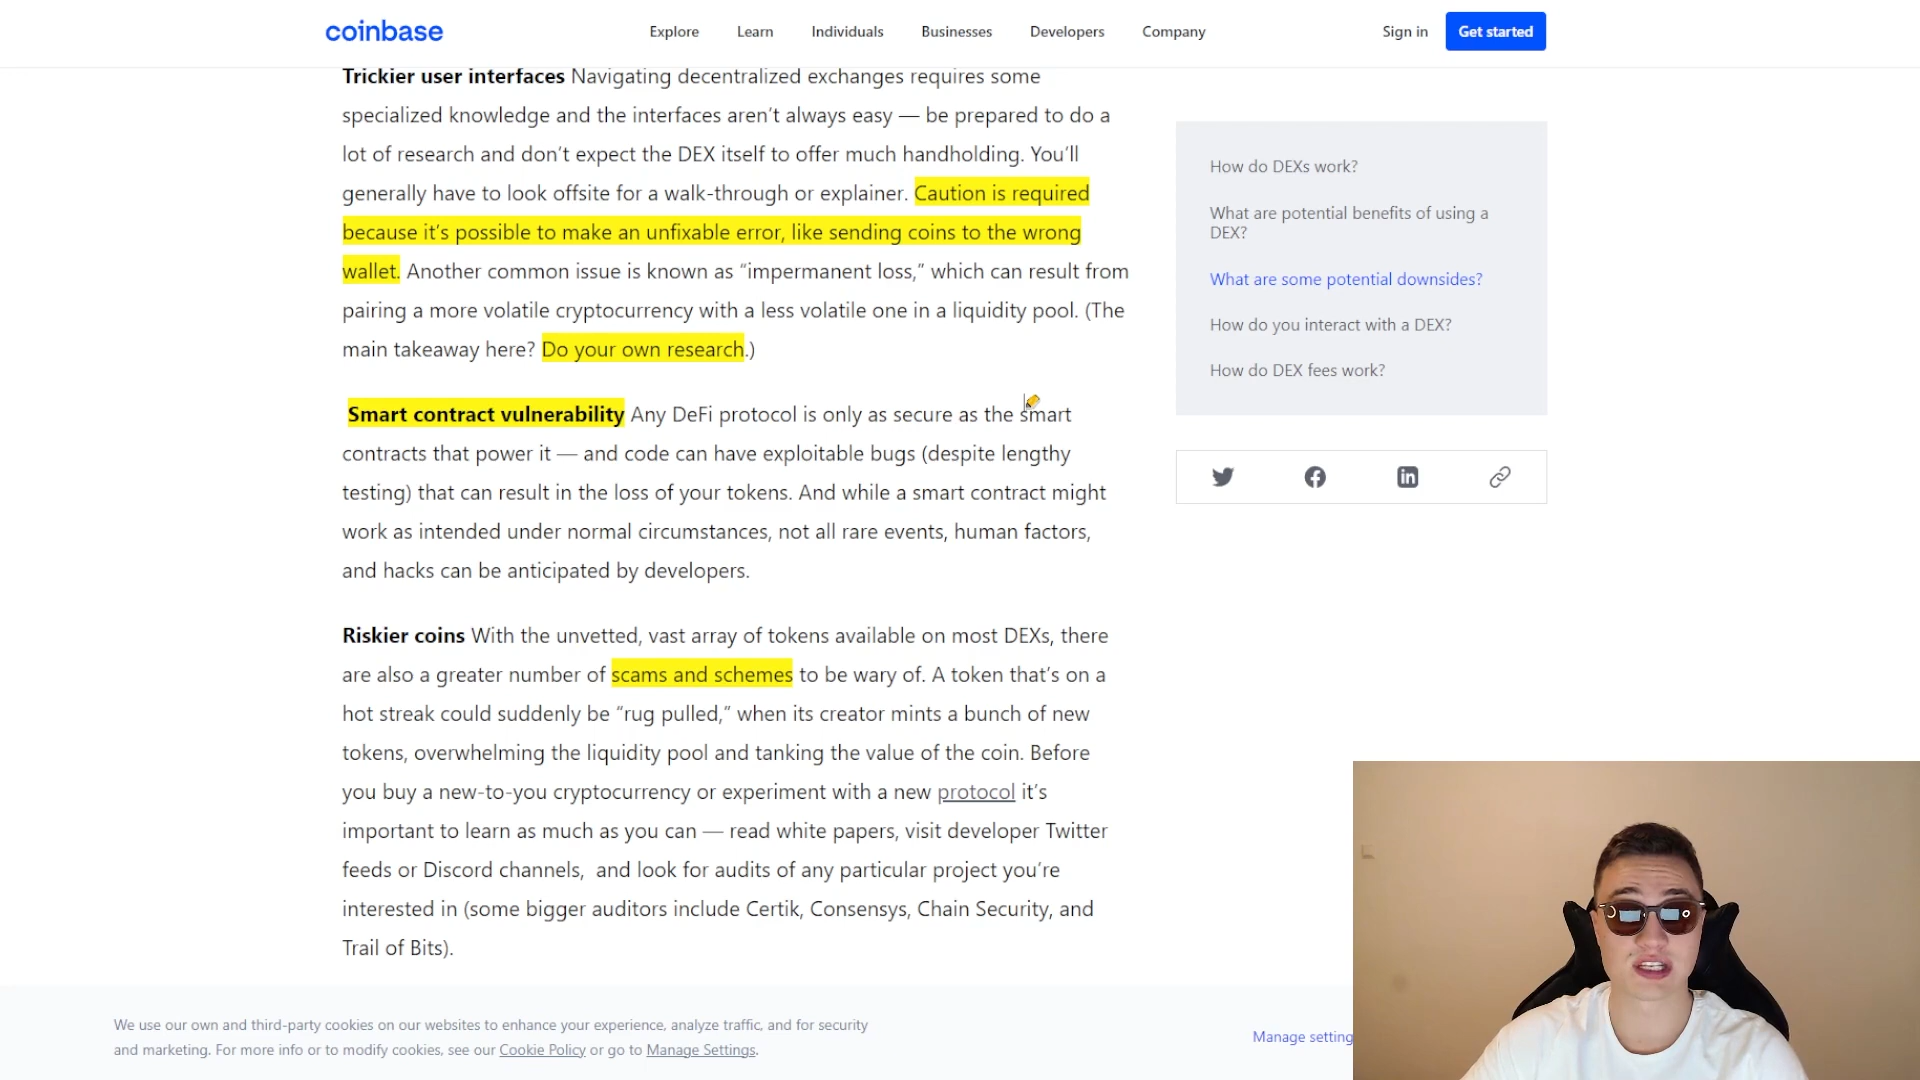 coinbase
Explore
Learn
Individuals
Businesses
Developers
Company
Sign in
Get started
Trickier user interfaces Navigating decentralized exchanges requires some
specialized knowledge and the interfaces aren’t always easy — be prepared to do a
lot of research and don’t expect the DEX itself to offer much handholding. You’ll
generally have to look offsite for a walk-through or explainer. Caution is required
because it’s possible to make an unfixable error, like sending coins to the wrong
wallet. Another common issue is known as “impermanent loss,” which can result from
pairing a more volatile cryptocurrency with a less volatile one in a liquidity pool. (The
main takeaway here? Do your own research.)
Smart contract vulnerability Any DeFi protocol is only as secure as the smart
contracts that power it — and code can have exploitable bugs (despite lengthy
testing) that can result in the loss of your tokens. And while a smart contract might
work as intended under normal circumstances, not all rare events, human factors,
and hacks can be anticipated by developers.
Riskier coins With the unvetted, vast array of tokens available on most DEXs, there
are also a greater number of scams and schemes to be wary of. A token that’s on a
hot streak could suddenly be “rug pulled,” when its creator mints a bunch of new
tokens, overwhelming the liquidity pool and tanking the value of the coin. Before
you buy a new-to-you cryptocurrency or experiment with a new protocol it’s
important to learn as much as you can — read white papers, visit developer Twitter
feeds or Discord channels,  and look for audits of any particular project you’re
interested in (some bigger auditors include Certik, Consensys, Chain Security, and
Trail of Bits).
How do DEXs work?
What are potential benefits of using a
DEX?
What are some potential downsides?
How do you interact with a DEX?
How do DEX fees work?
We use our own and third-party cookies on our websites to enhance your experience, analyze traffic, and for security
and marketing. For more info or to modify cookies, see our Cookie Policy or go to Manage Settings.
Manage setting